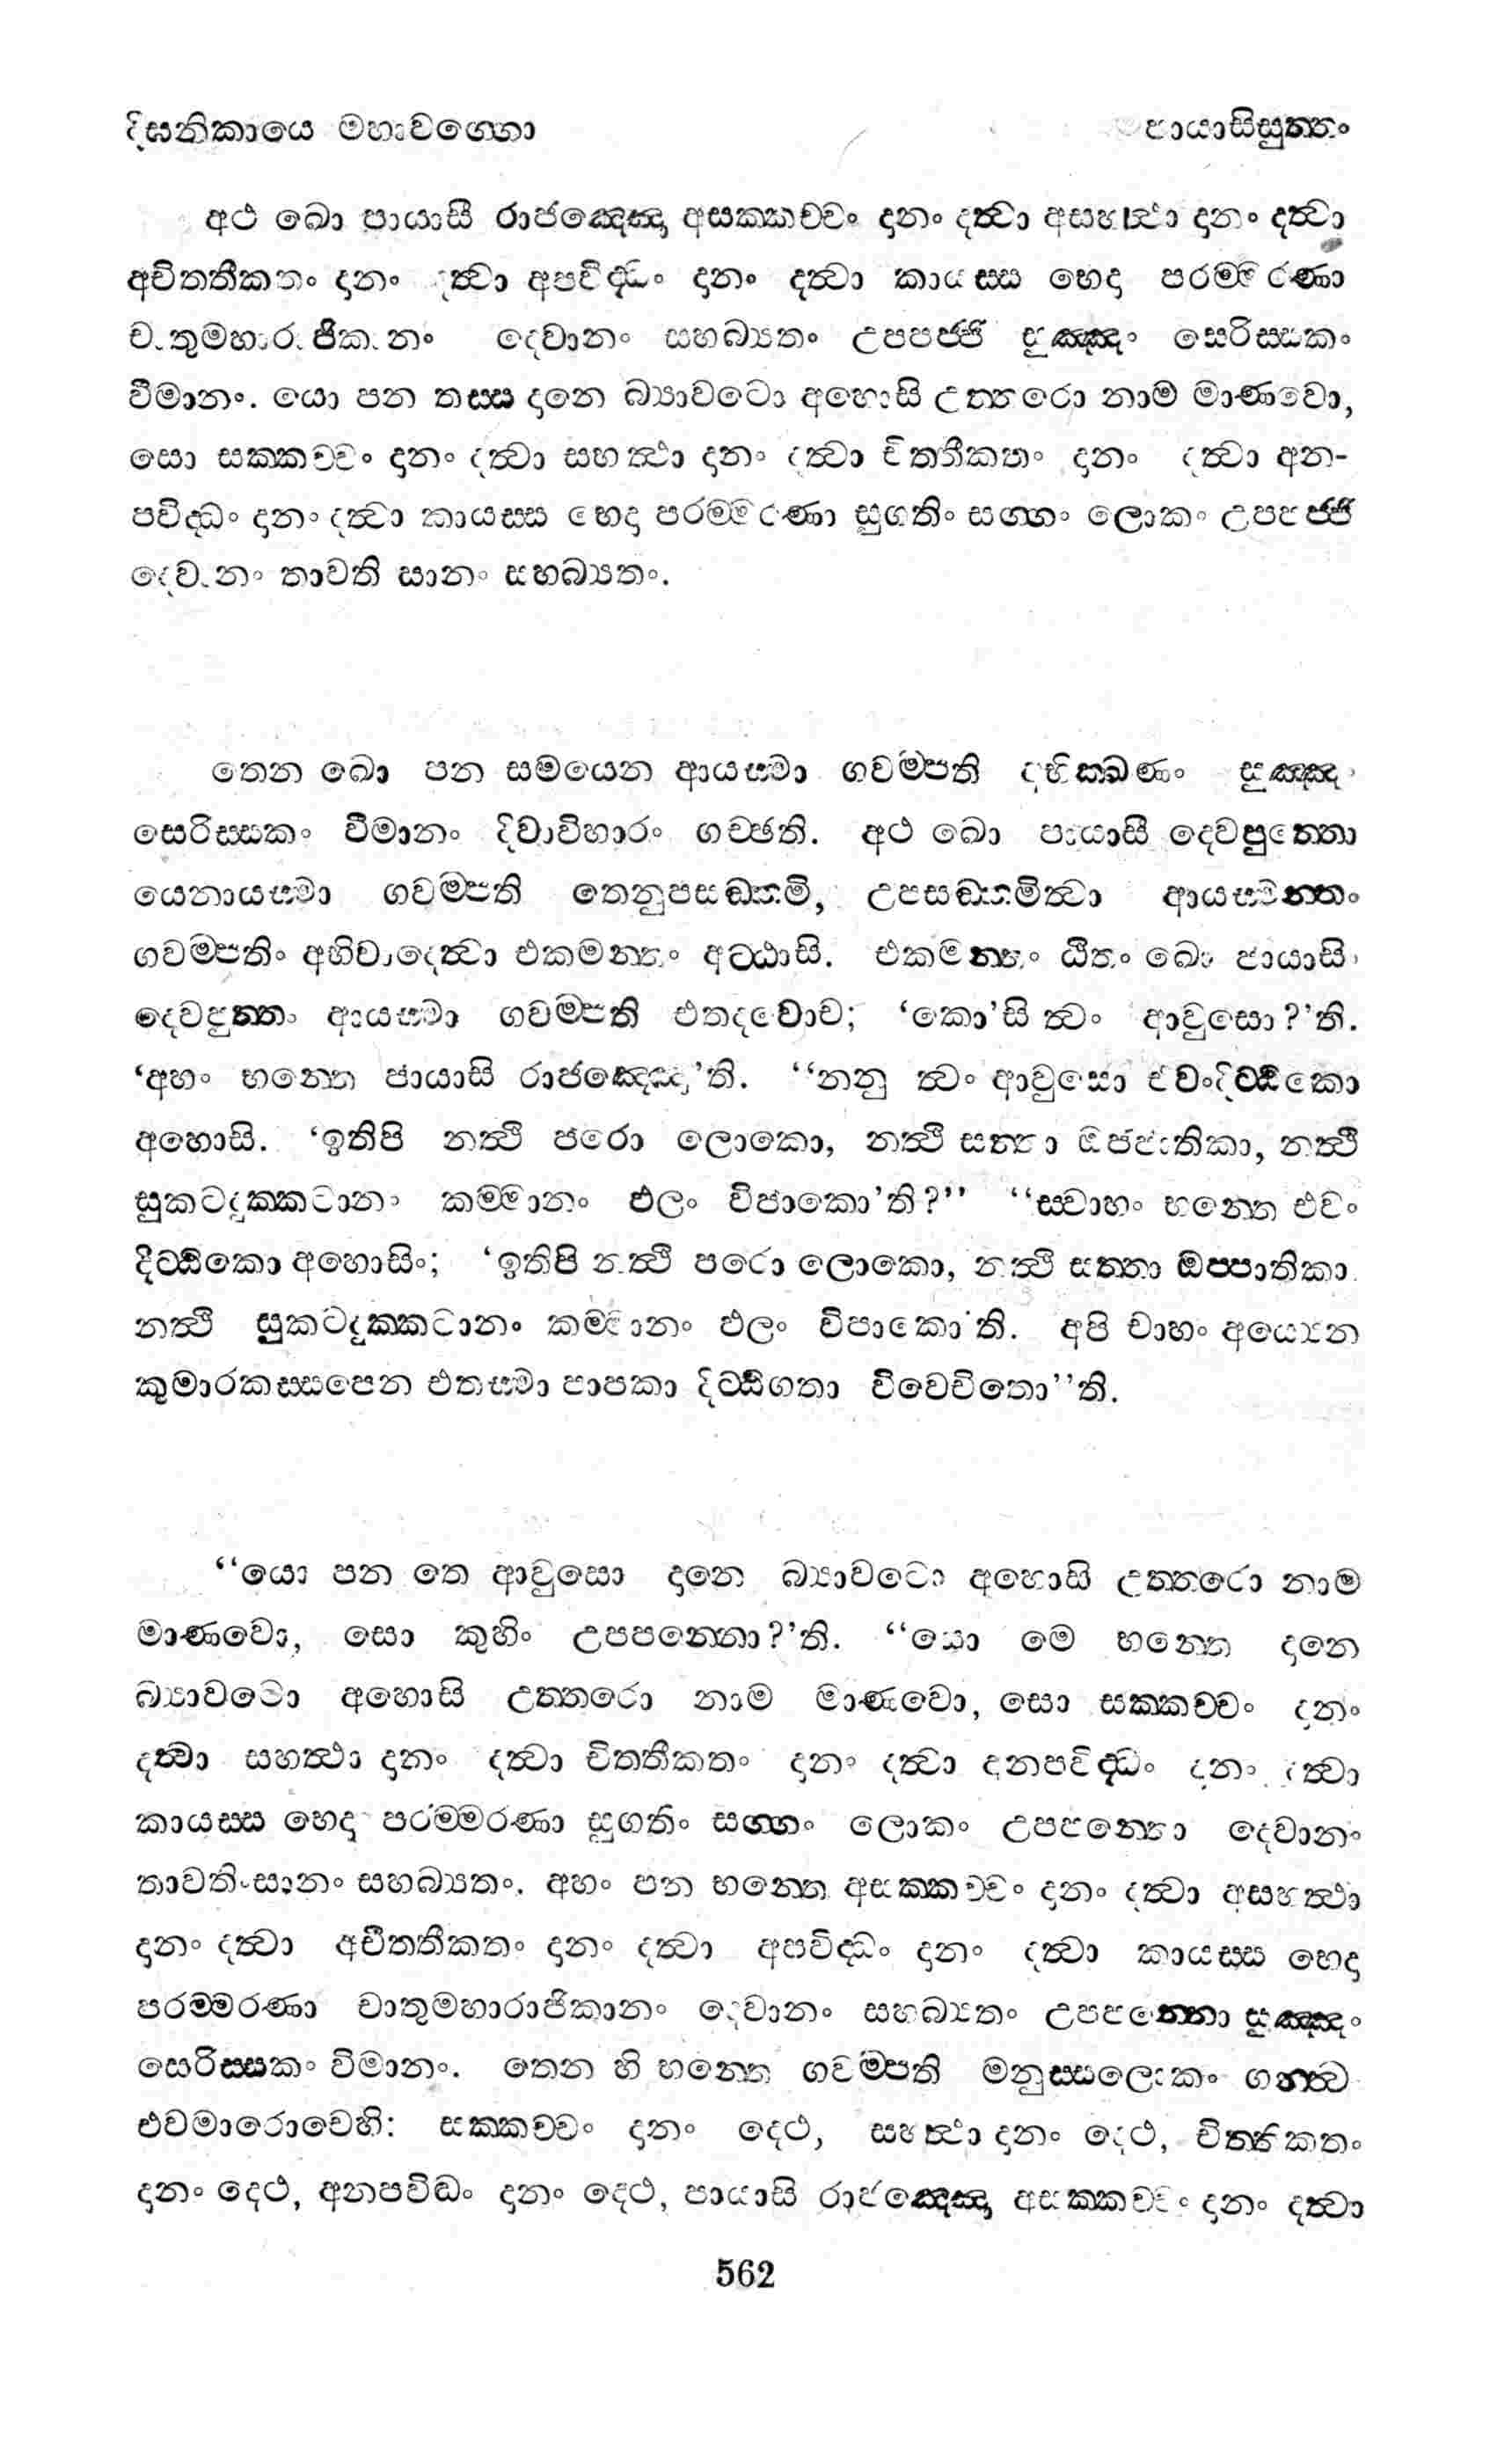 දීඝනිකායෙ මහාවග්ගො
පායාසිසුත්තං
අථ ඛො පායාසී රාජඤ්ඤො අසක්කච්චං දානං දත්වා අසහත්ථා දානං දත්වා
අචිත්තීකතං දානං දත්වා අපවිද්ධං දානං දත්වා කායස්ස භෙදා පරම්මරණා
චාතුමහාරාජිකානං දෙවානං සහබ්‍යතං උපපජ්ජි සුඤ්ඤං සෙරිස්සකං
විමානං. යො පන තස්ස දානෙ බ්‍යාවටො අහොසි උත්තරො නාම මාණවො,
සො සක්කච්චං දානං දත්වා සහත්ථා දානං දත්වා චිත්තීකතං දානං දත්වා අන-
පවිද්ධං දානං දත්වා කායස්ස භෙදා පරම්මරණා සුගතිං සග්ගං ලොකං උපපජ්ජි
දෙවානං තාවතිංසානං සහබ්‍යතං.
තෙන ඛො පන සමයෙන ආයස්මා ගවම්පති අභික්ඛණං සුඤ්ඤං
සෙරිස්සකං විමානං දිවාවිහාරං ගච්ඡති. අථ ඛො පායාසී දෙවපුත්තො
යෙනායස්මා ගවම්පති තෙනුපසඞ්කමි, උපසඞ්කමිත්වා ආයස්මන්තං
ගවම්පතිං අභිවාදෙත්වා එකමන්තං අට්ඨාසි. එකමන්තං ඨිතං ඛො පායාසිං
දෙවපුත්තං ආයස්මා ගවම්පති එතදවොච; ‘කො’සි ත්වං ආවුසො?’ති.
‘අහං භන්තෙ පායාසි රාජඤ්ඤො’ති. “නනු ත්වං ආවුසො එවංදිට්ඨිකො
අහොසි. ‘ඉතිපි නත්ථි පරො ලොකො, නත්ථි සත්තා ඔපපාතිකා, නත්ථි
සුකටදුක්කටානං කම්මානං ඵලං විපාකො’ති?” “ස්වාහං භන්තෙ එවං
දිට්ඨිකො අහොසිං; ‘ඉතිපි නත්ථි පරො ලොකො, නත්ථි සත්තා ඔප්පාතිකා
නත්ථි සුකටදුක්කටානං කම්මානං ඵලං විපාකො’ති. අපි චාහං අය්‍යෙන
කුමාරකස්සපෙන එතස්මා පාපකා දිට්ඨිගතා විවෙචිතො”ති.
“යො පන තෙ ආවුසො දානෙ බ්‍යාවටො අහොසි උත්තරො නාම
මාණවො, සො කුහිං උපපන්නො?’ති. “යො මෙ භන්තෙ දානෙ
බ්‍යාවටො අහොසි උත්තරො නාම මාණවො, සො සක්කච්චං දානං
දත්වා සහත්ථා දානං දත්වා චිත්තීකතං දානං දත්වා අනපවිද්ධං දානං දත්වා
කායස්ස භෙදා පරම්මරණා සුගතිං සග්ගං ලොකං උපපන්නො දෙවානං
තාවතිංසානං සහබ්‍යතං. අහං පන භන්තෙ අසක්කච්චං දානං දත්වා අසහත්ථා
දානං දත්වා අචිත්තීකතං දානං දත්වා අපවිද්ධං දානං දත්වා කායස්ස භෙදා
පරම්මරණා චාතුමහාරාජිකානං දෙවානං සහබ්‍යතං උපපන්නො සුඤ්ඤං
සෙරිස්සකං විමානං. තෙන හි භන්තෙ ගවම්පති මනුස්සලොකං ගන්ත්වා
එවමාරොචෙහි: සක්කච්චං දානං දෙථ, සහත්ථා දානං දෙථ, චිත්තිකතං
දානං දෙථ, අනපවිද්ධං දානං දෙථ, පායාසි රාජඤ්ඤො අසක්කච්චං දානං දත්වා
562